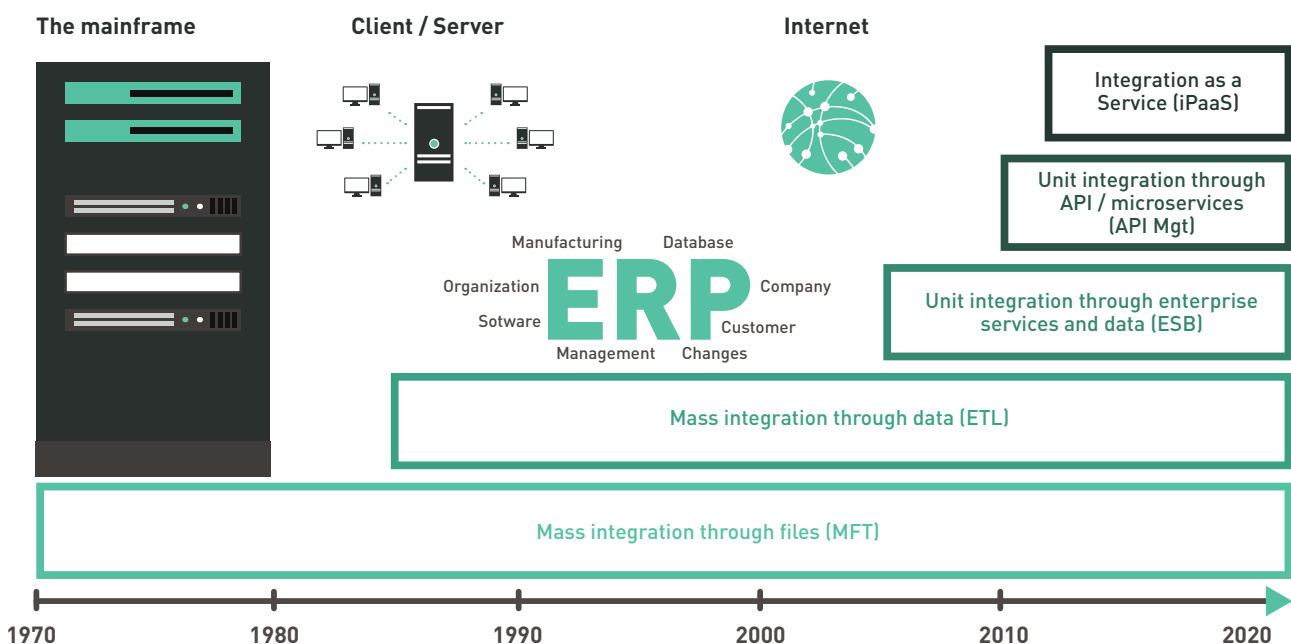 The mainframe
Client / Server
Internet
Integration as a
Service (iPaaS)
Unit integration through
API / microservices
(API Mgt)
Manufacturing
Database
Organization
ERP
Company
Sotware
Customer
Management
Changes
Unit integration through enterprise
services and data (ESB)
Mass integration through data (ETL)
Mass integration through files (MFT)
1970
1980
1990
2000
2010
2020